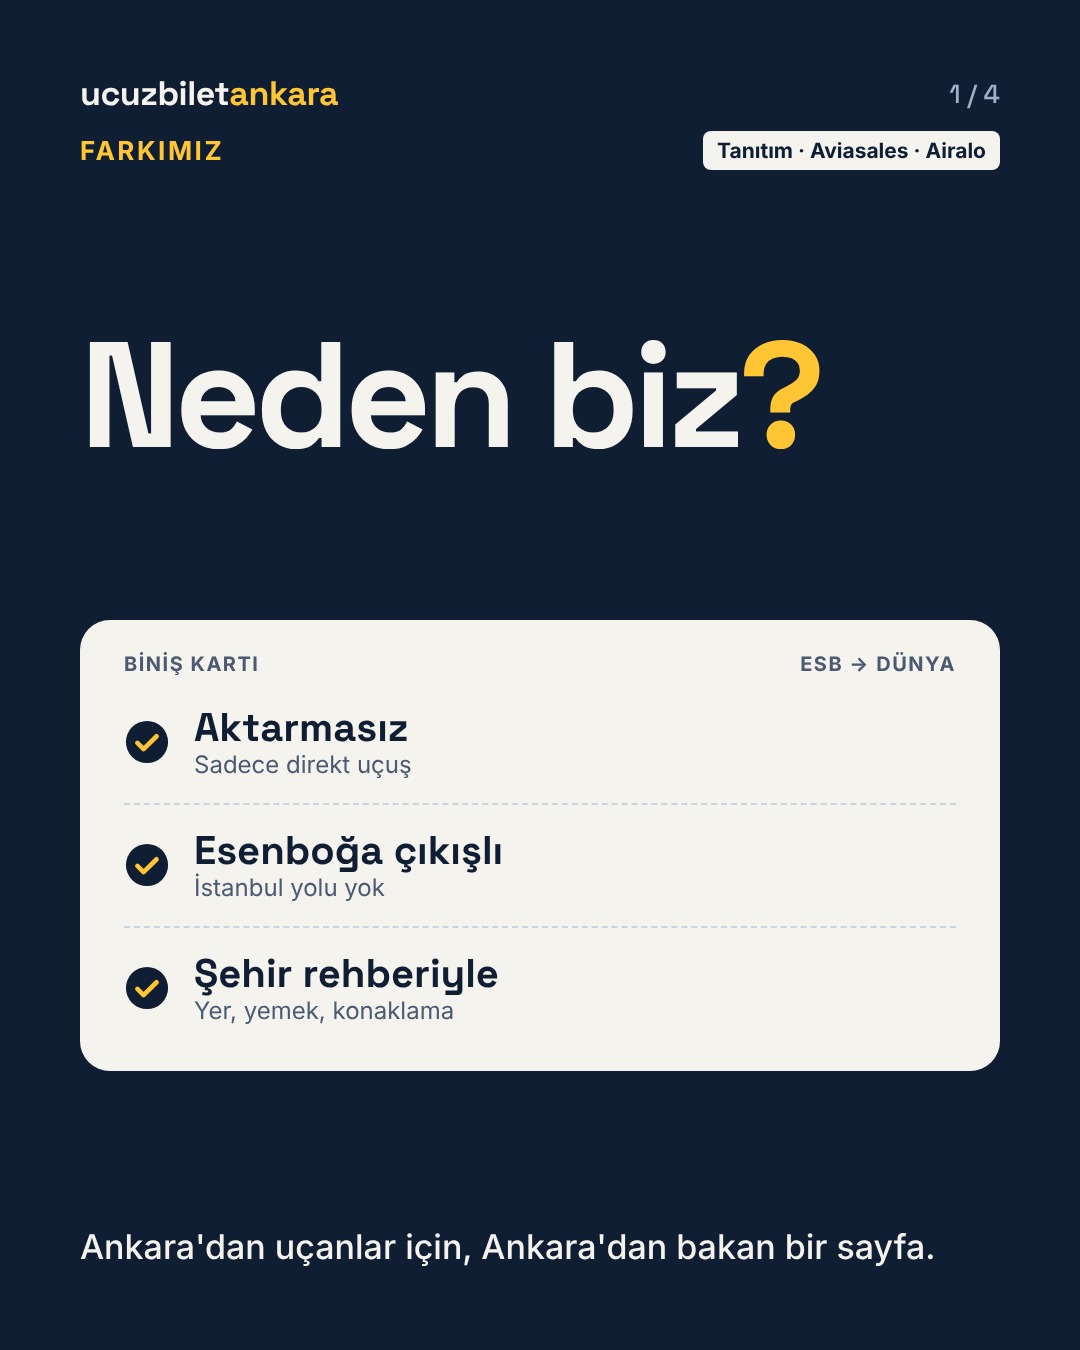 ucuzbiletankara
1 / 4
FARKIMIZ
Tanıtım · Aviasales · Airalo
Neden biz?
BİNİŞ KARTI
ESB → DÜNYA
Aktarmasız
Sadece direkt uçuş
Esenboğa çıkışlı
İstanbul yolu yok
Şehir rehberiyle
Yer, yemek, konaklama
Ankara'dan uçanlar için, Ankara'dan bakan bir sayfa.